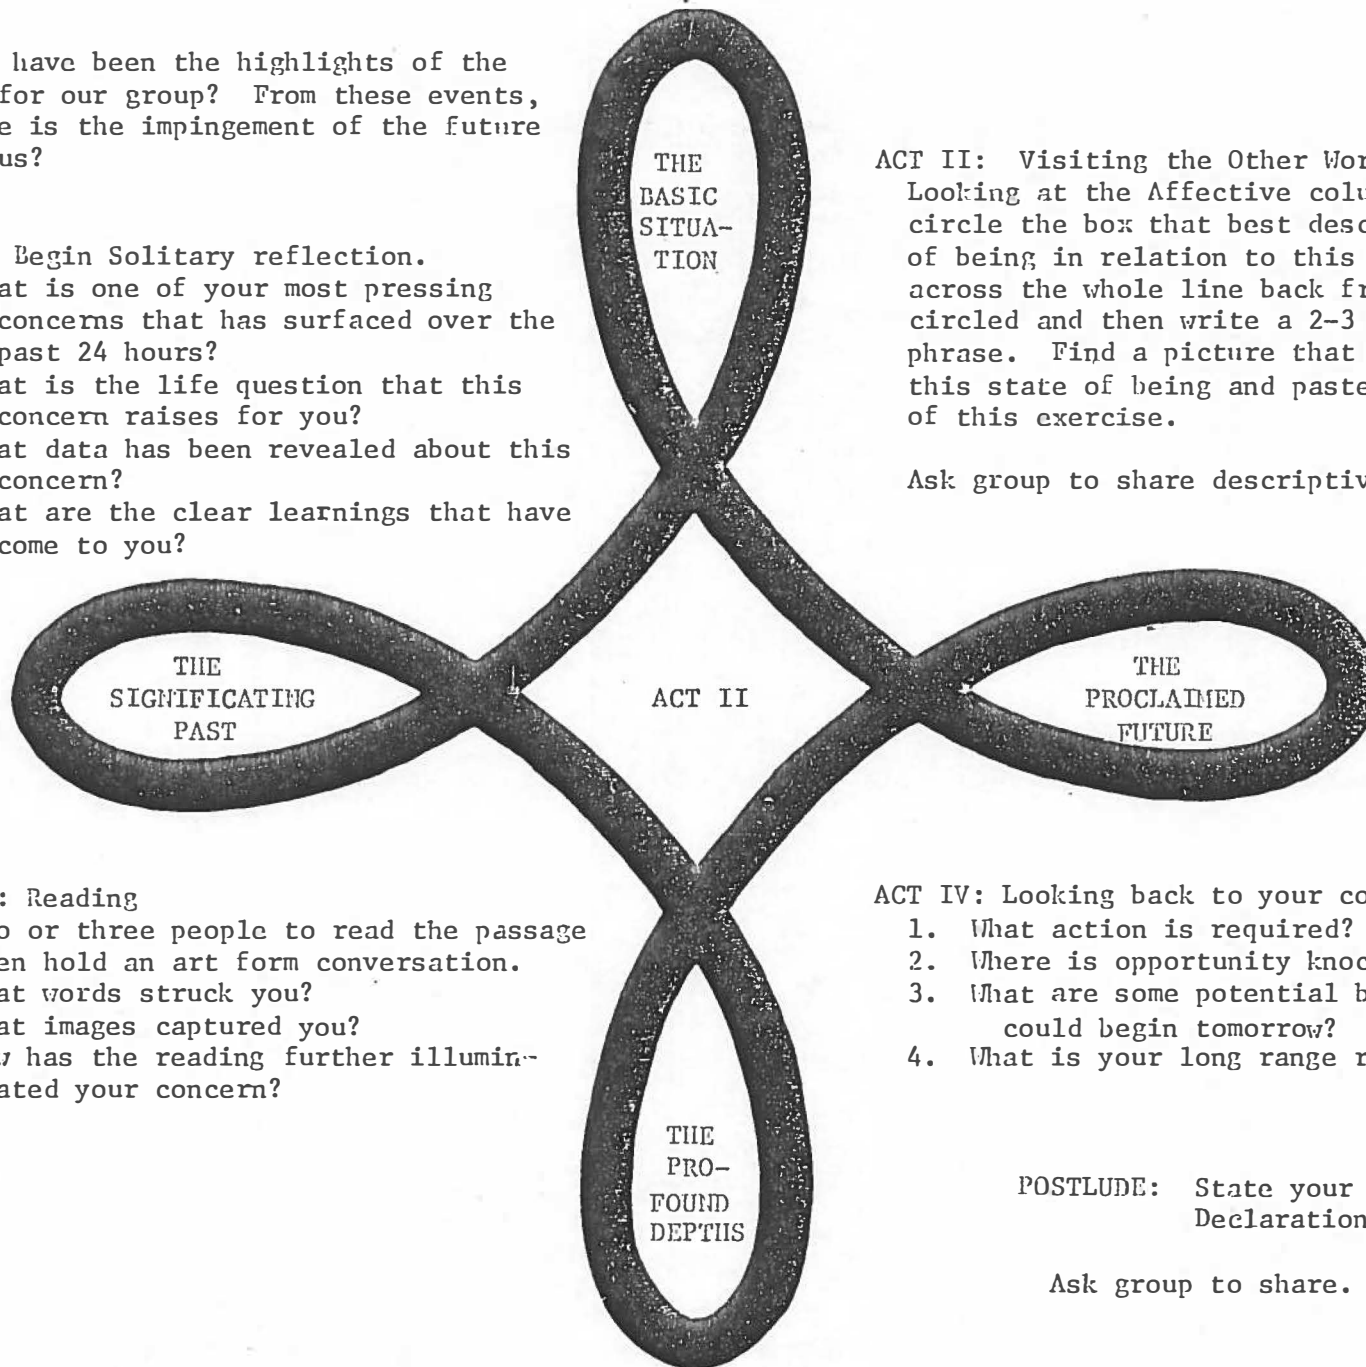 have been the highlights of the
for our group? From these events,
e is the impingement of the future
us?
Begin Solitary reflection.
at is one of your most pressing
concerns that has surfaced over the
past 24 hours?
at is the life question that this
concern raises for you?
at data has been revealed about this
concern?
at are the clear learnings that have
come to you?
THE
BASIC
SITUA-
TION
ACT II: Visiting the Other Wor
Looking at the Affective colu
circle the box that best desc
of being in relation to this
across the whole line back fr
circled and then write a 2-3
phrase. Find a picture that
this state of being and paste
of this exercise.
Ask group to share descriptiv
THE
SIGNIFICATING
PAST
ACT II
THE
PROCLAIMED
FUTURE
: Reading
o or three people to read the passage
en hold an art form conversation.
at words struck you?
at images captured you?
w has the reading further illumin-
ated your concern?
THE
PRO-
FOUND
DEPTHS
ACT IV: Looking back to your co
1. What action is required?
2. Where is opportunity knoc
3. What are some potential b
could begin tomorrow?
4. What is your long range r
POSTLUDE: State your
Declaration
Ask group to share.